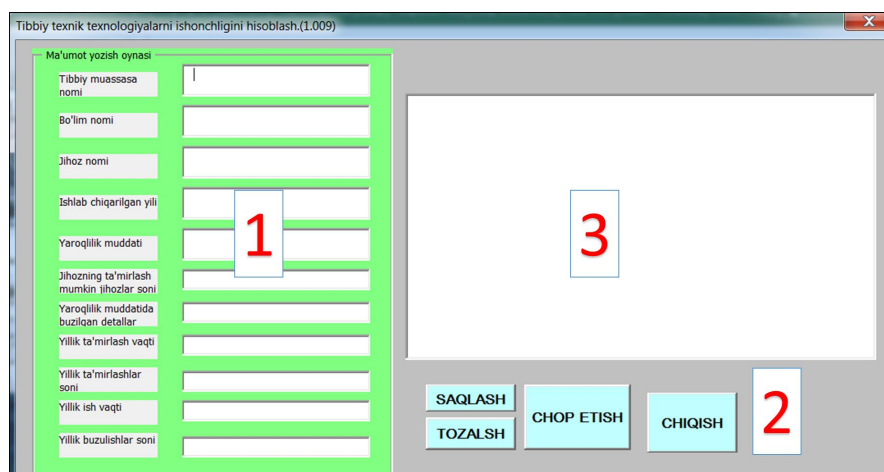 Tibbiy texnik texnologiyalarni ishonchligini hisoblash.(1.009)
X
Ma'umot yozish oynasi
Tibbiy muassasa
nomi
Bo'lim nomi
Jihoz nomi
Ishlab chiqarilgan yili
Yaroqlilik muddati
Jihozning ta'mirlash
mumkin jihozlar soni
Yaroqlilik muddatida
buzilgan detallar
Yillik ta'mirlash vaqti
Yillik ta'mirlashlar
soni
Yillik ish vaqti
Yillik buzulishlar soni
1
3
SAQLASH
TOZALSH
CHOP ETISH
CHIQISH
2